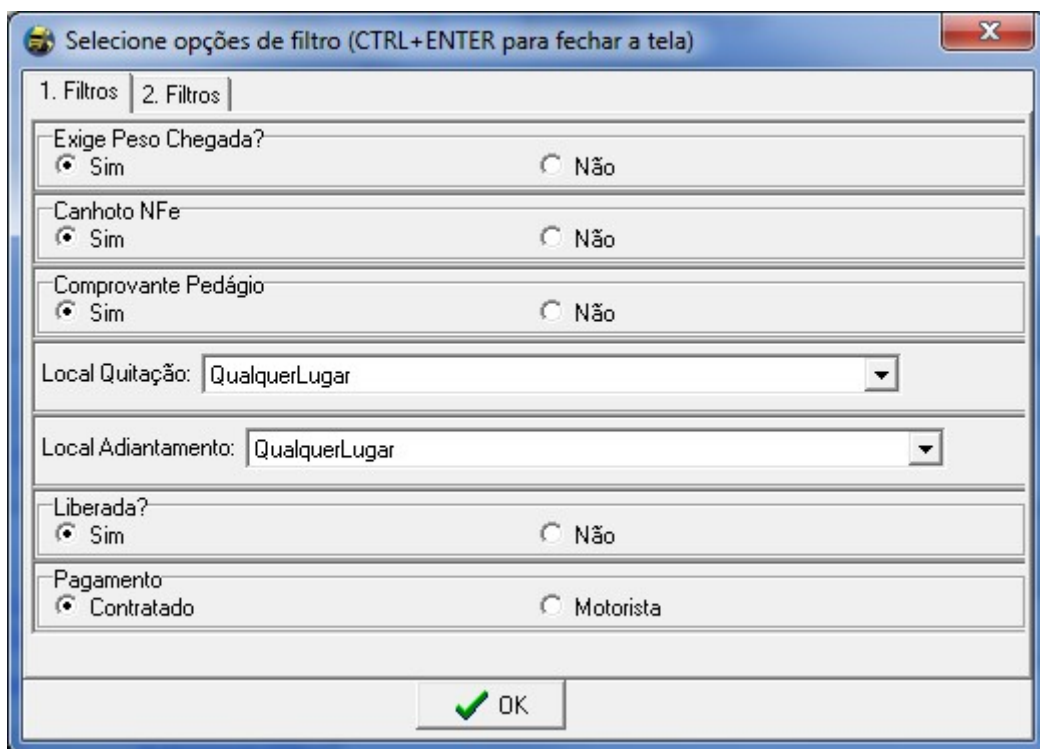 Selecione opções de filtro (CTRL+ENTER para fechar a tela)
1. Filtros 2. Filtros
Exige Peso Chegada?
Sim Não
Canhoto NFe
Sim Não
Comprovante Pedágio
Sim Não
Local Quitação: QualquerLugar
Local Adiantamento: QualquerLugar
Liberada?
Sim Não
Pagamento
Contratado Motorista
OK